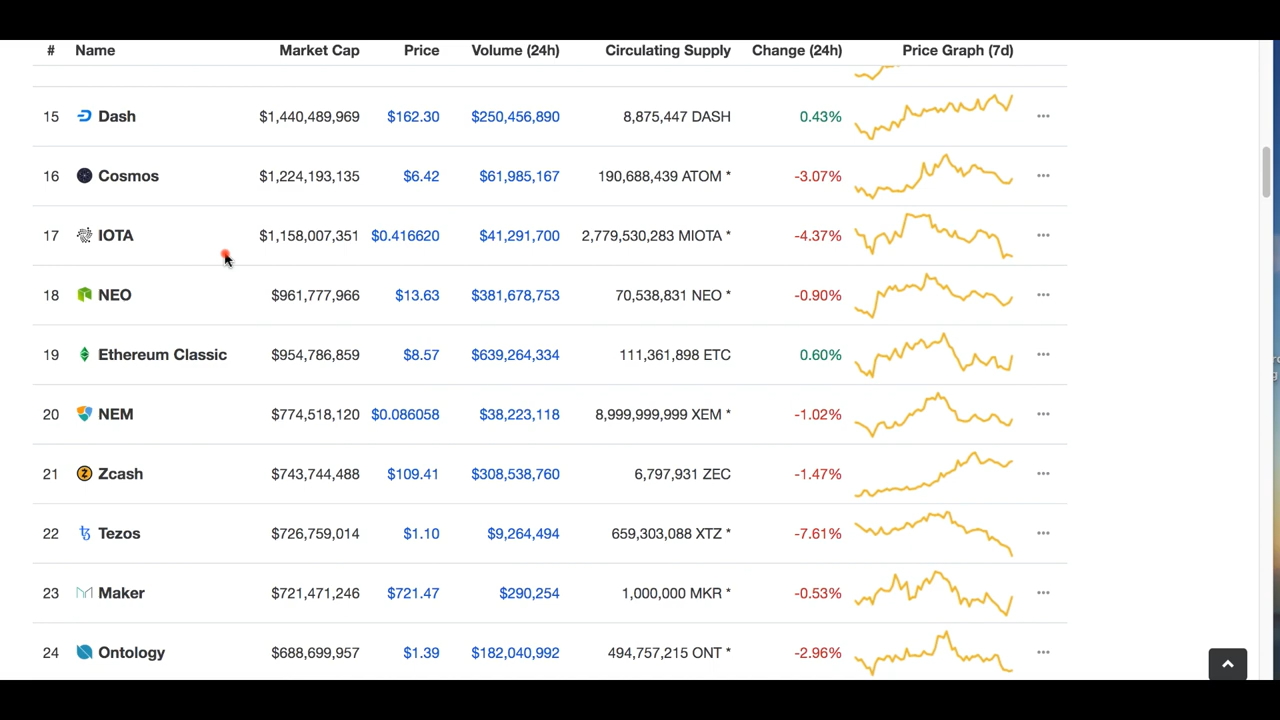 # Name Market Cap Price Volume (24h) Circulating Supply Change (24h) Price Graph (7d)
15 Dash $1,440,489,969 $162.30 $250,456,890 8,875,447 DASH 0.43%
16 Cosmos $1,224,193,135 $6.42 $61,985,167 190,688,439 ATOM * -3.07%
17 IOTA $1,158,007,351 $0.416620 $41,291,700 2,779,530,283 MIOTA * -4.37%
18 NEO $961,777,966 $13.63 $381,678,753 70,538,831 NEO * -0.90%
19 Ethereum Classic $954,786,859 $8.57 $639,264,334 111,361,898 ETC 0.60%
20 NEM $774,518,120 $0.086058 $38,223,118 8,999,999,999 XEM * -1.02%
21 Zcash $743,744,488 $109.41 $308,538,760 6,797,931 ZEC -1.47%
22 Tezos $726,759,014 $1.10 $9,264,494 659,303,088 XTZ * -7.61%
23 Maker $721,471,246 $721.47 $290,254 1,000,000 MKR * -0.53%
24 Ontology $688,699,957 $1.39 $182,040,992 494,757,215 ONT * -2.96%